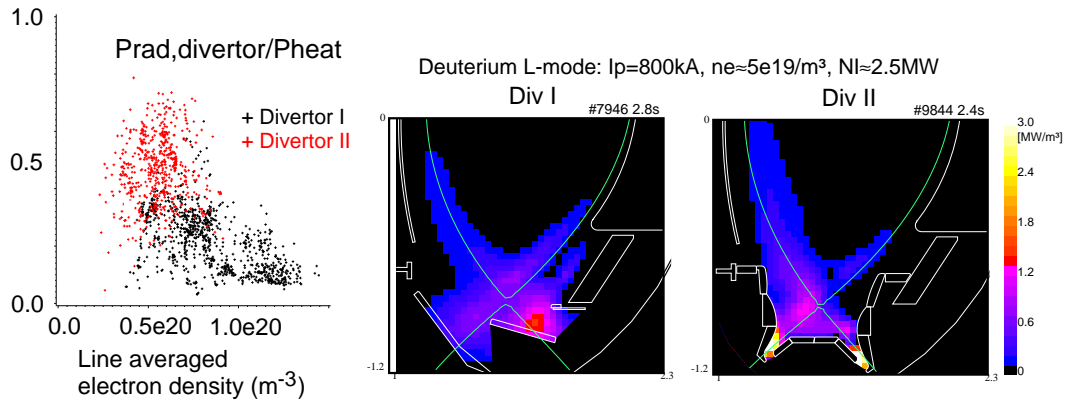 1.0
Prad,divertor/Pheat
+ Divertor I
+ Divertor II
0.5
0.0
0.0 0.5e20 1.0e20
Line averaged
electron density (m⁻³)
Deuterium L-mode: Ip=800kA, ne≈5e19/m³, NI≈2.5MW
Div I
#7946 2.8s
0
-1.2
1 2.3
Div II
#9844 2.4s
0
-1.2
1 2.3
3.0
[MW/m³]
2.4
1.8
1.2
0.6
0